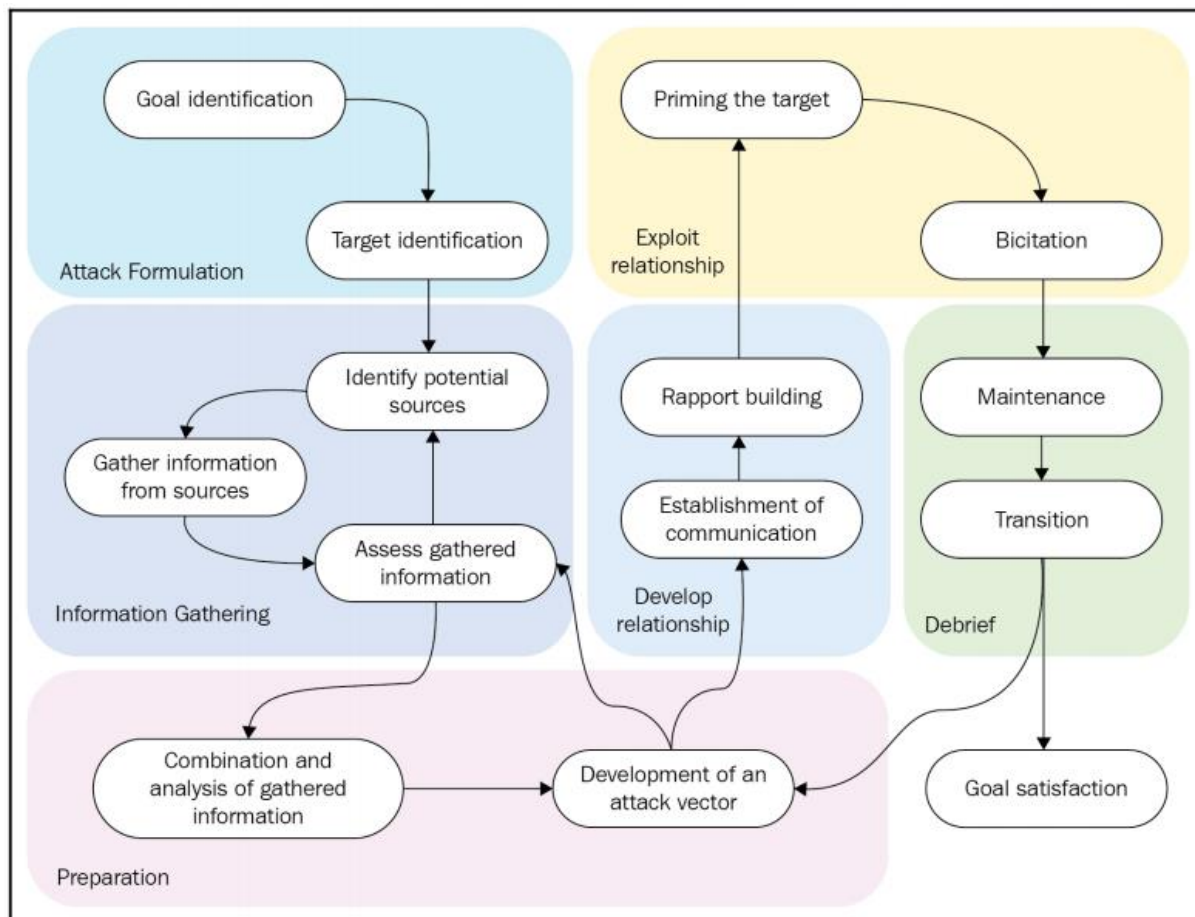 Goal identification
Target identification
Attack Formulation
Identify potential
sources
Gather information
from sources
Assess gathered
information
Information Gathering
Combination and
analysis of gathered
information
Development of an
attack vector
Preparation
Establishment of
communication
Rapport building
Develop
relationship
Priming the target
Bicitation
Exploit
relationship
Maintenance
Transition
Debrief
Goal satisfaction